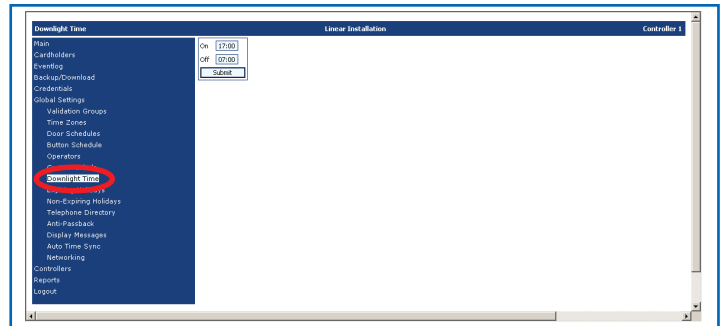 Downlight Time Linear Installation Controller 1
Main
Cardholders
Eventlog
Backup/Download
Credentials
Global Settings
Validation Groups
Time Zones
Door Schedules
Button Schedule
Operators
Downlight Time
Holidays
Non-Expiring Holidays
Telephone Directory
Anti-Passback
Display Messages
Auto Time Sync
Networking
Controllers
Reports
Logout
On 17:00
Off 07:00
Submit